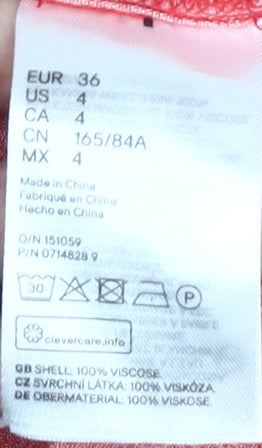 EUR 36
US 4
CA 4
CN 165/84A
MX 4
Made in China
Fabriqué en Chine
Hecho en China
O/N 151059
P/N 0714828 9
30
P
clevercare.info
GB SHELL: 100% VISCOSE.
CZ SVRCHNÍ LÁTKA: 100% VISKÓZA.
DE OBERMATERIAL: 100% VISKOSE.